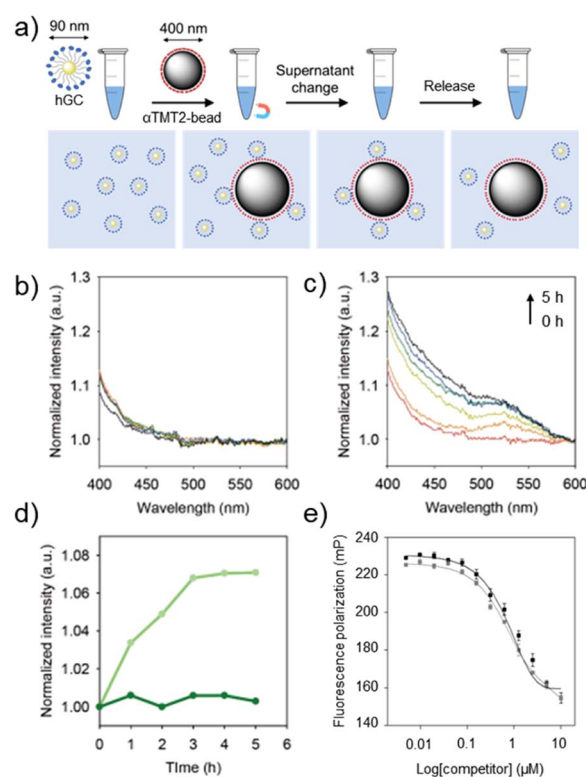 a)
90 nm
400 nm
hGC
αTMT2-bead
Supernatant
change
Release
b)
1.3
1.2
1.1
1.0
400 450 500 550 600
Wavelength (nm)
Normalized intensity (a.u.)
c)
1.3
1.2
1.1
1.0
5 h
0 h
400 450 500 550 600
Wavelength (nm)
Normalized intensity (a.u.)
d)
1.08
1.06
1.04
1.02
1.00
0 1 2 3 4 5 6
TIme (h)
Normalized intensity (a.u.)
e)
240
220
200
180
160
140
0.01 0.1 1 10
Log[competitor] (µM)
Fluorescence polarization (mP)